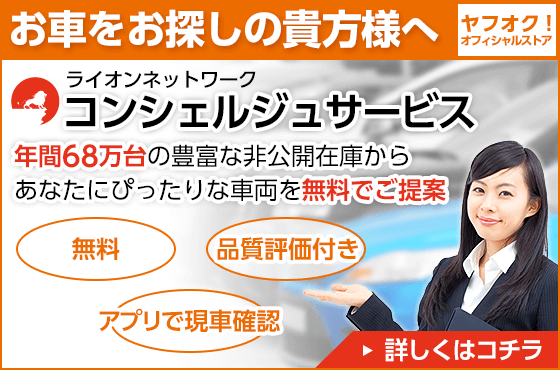 お車をお探しの貴方様へ
ヤフオク！
オフィシャルストア
ライオンネットワーク
コンシェルジュサービス
年間68万台の豊富な非公開在庫から
あなたにぴったりな車両を無料でご提案
無料
品質評価付き
アプリで現車確認
詳しくはコチラ